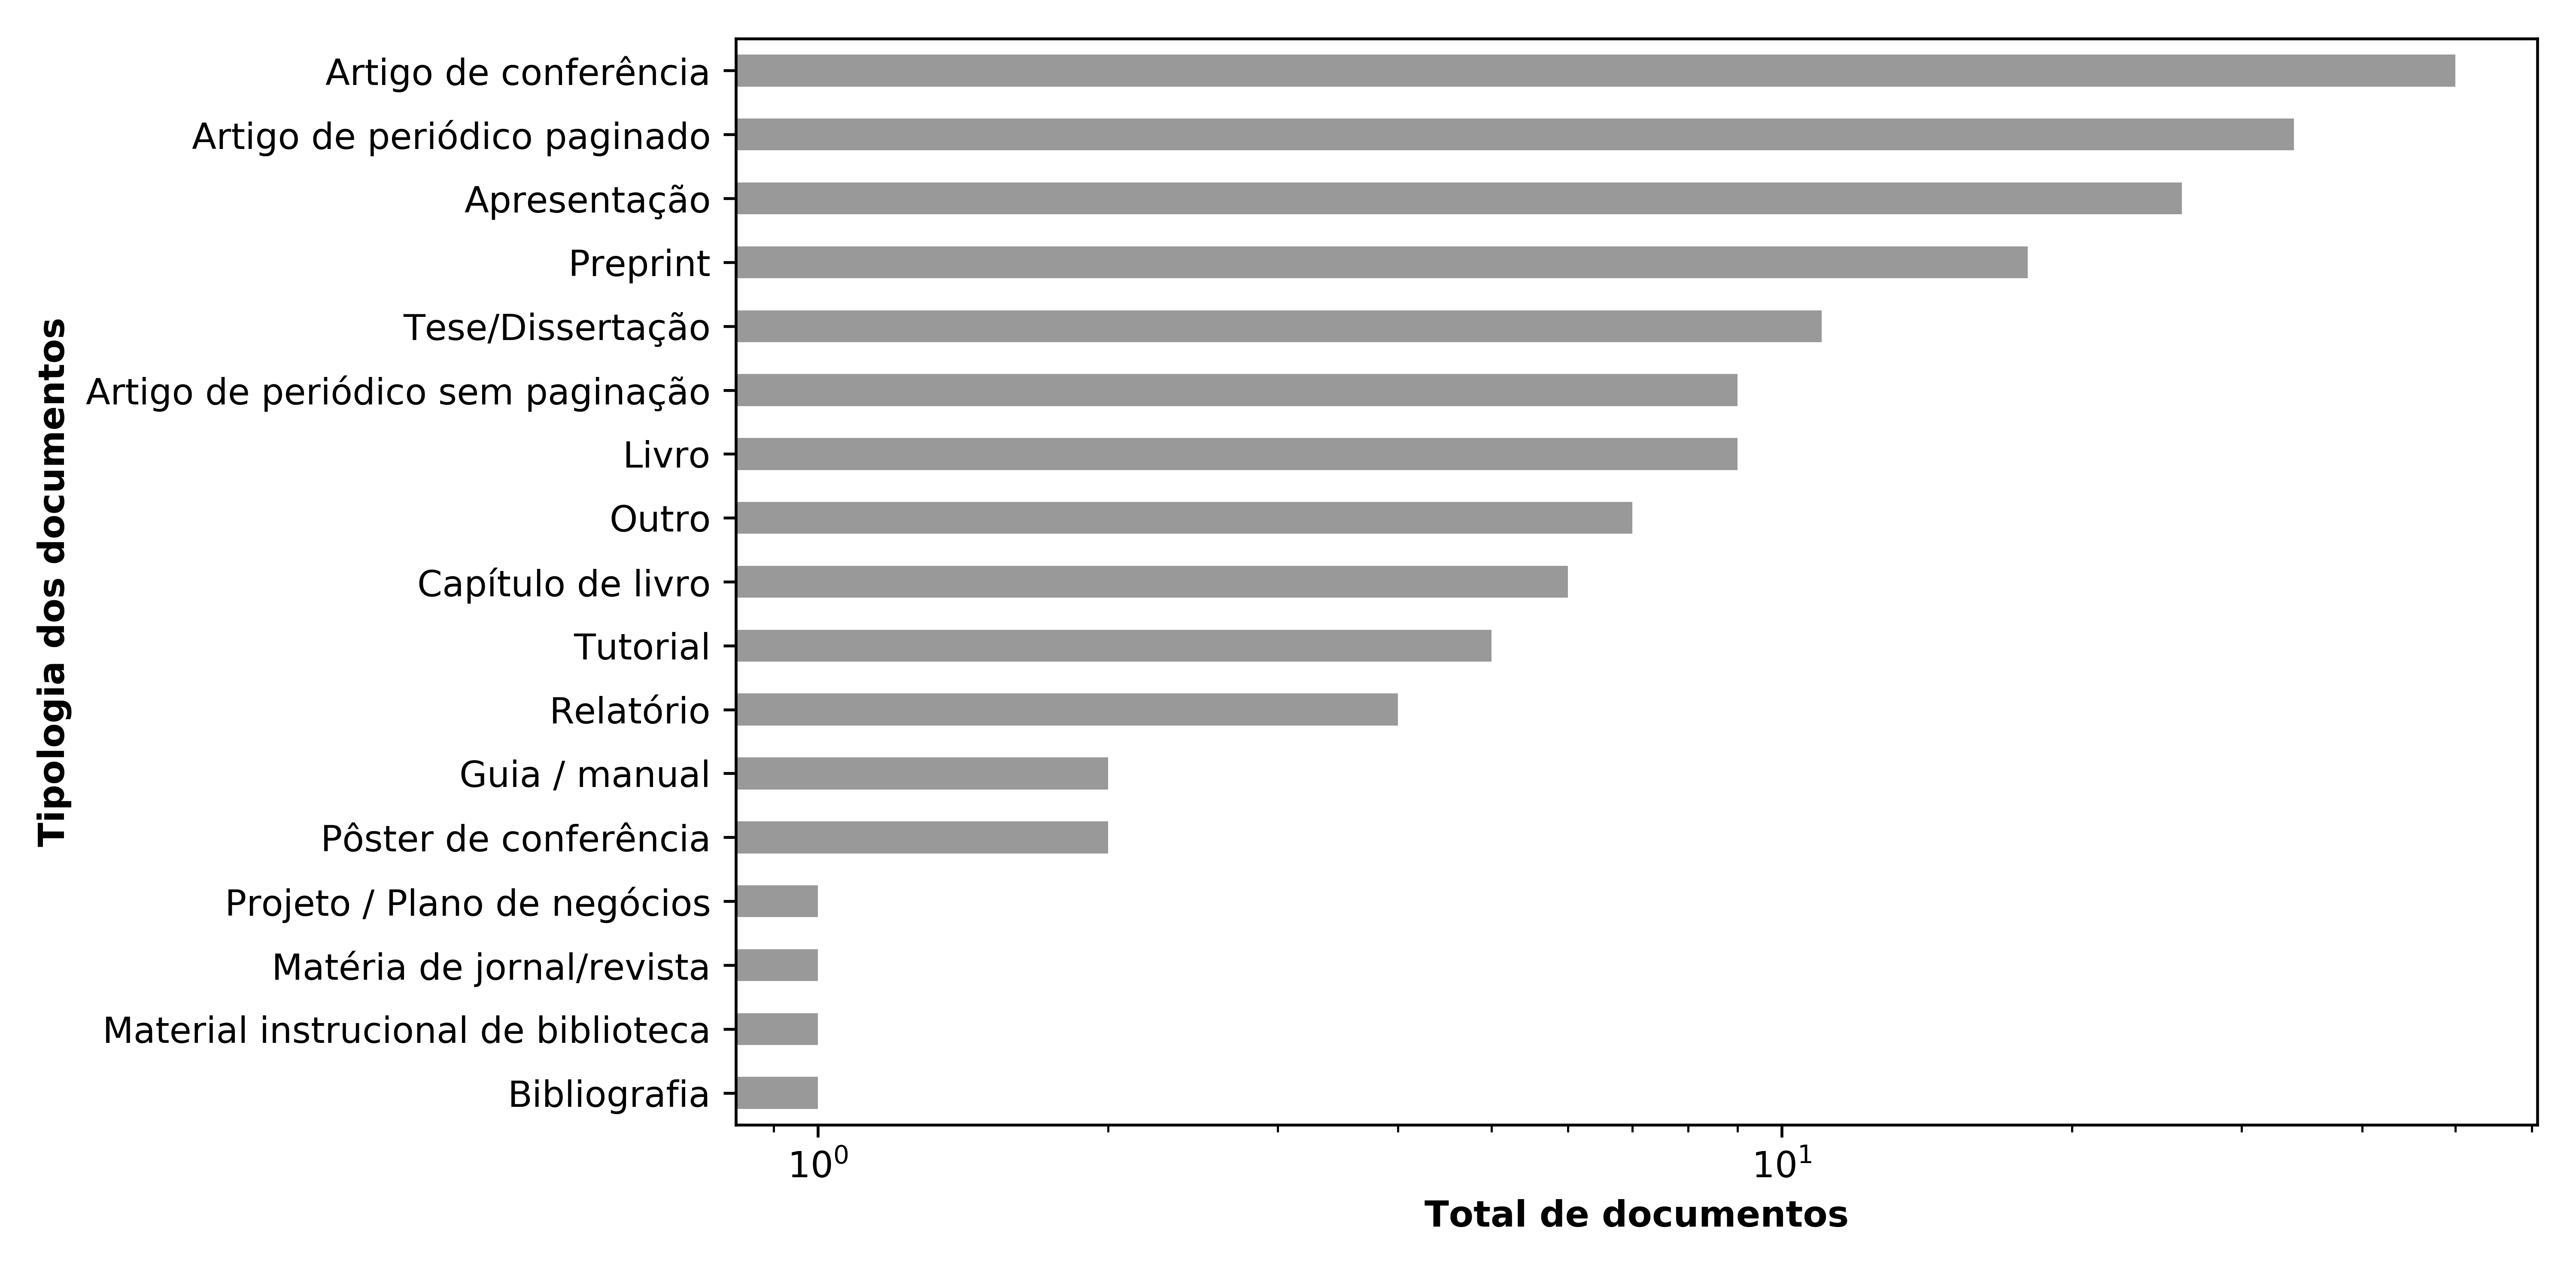 Artigo de conferência
Artigo de periódico paginado
Apresentação
Preprint
Tese/Dissertação
Artigo de periódico sem paginação
Livro
Outro
Capítulo de livro
Tutorial
Relatório
Guia / manual
Pôster de conferência
Projeto / Plano de negócios
Matéria de jornal/revista
Material instrucional de biblioteca
Bibliografia
Tipologia dos documentos
10⁰ 10¹
Total de documentos